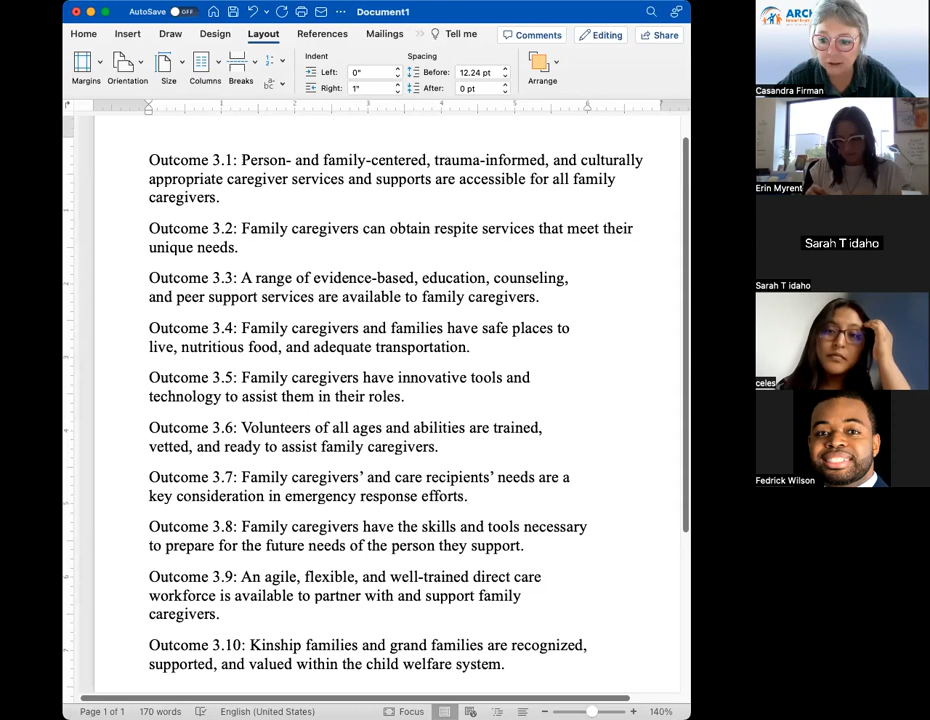 AutoSave OFF Document1
Home Insert Draw Design Layout References Mailings Tell me Comments Editing Share
Margins Orientation Size Columns Breaks
Indent
Left: 0"
Right: 1"
Spacing
Before: 12.24 pt
After: 0 pt
Arrange
1 2 3 4 5 6 7
Outcome 3.1: Person- and family-centered, trauma-informed, and culturally
appropriate caregiver services and supports are accessible for all family
caregivers.
Outcome 3.2: Family caregivers can obtain respite services that meet their
unique needs.
Outcome 3.3: A range of evidence-based, education, counseling,
and peer support services are available to family caregivers.
Outcome 3.4: Family caregivers and families have safe places to
live, nutritious food, and adequate transportation.
Outcome 3.5: Family caregivers have innovative tools and
technology to assist them in their roles.
Outcome 3.6: Volunteers of all ages and abilities are trained,
vetted, and ready to assist family caregivers.
Outcome 3.7: Family caregivers’ and care recipients’ needs are a
key consideration in emergency response efforts.
Outcome 3.8: Family caregivers have the skills and tools necessary
to prepare for the future needs of the person they support.
Outcome 3.9: An agile, flexible, and well-trained direct care
workforce is available to partner with and support family
caregivers.
Outcome 3.10: Kinship families and grand families are recognized,
supported, and valued within the child welfare system.
Page 1 of 1 170 words English (United States) Focus 140%
ARCH
Casandra Firman
Erin Myrent
Sarah T idaho
Sarah T idaho
celes
Fedrick Wilson